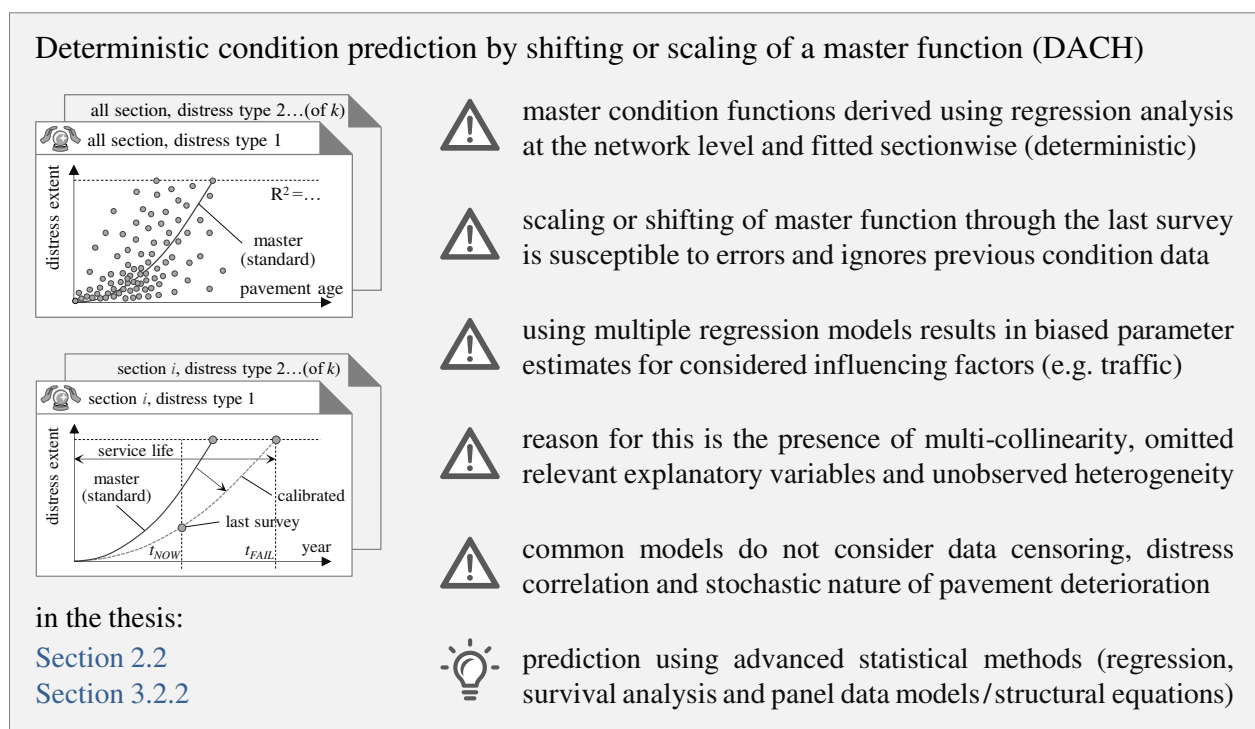 Deterministic condition prediction by shifting or scaling of a master function (DACH)
all section, distress type 2…(of k)
all section, distress type 1
distress extent
R² =…
master
(standard)
pavement age
section i, distress type 2…(of k)
section i, distress type 1
distress extent
service life
master
(standard)
calibrated
last survey
tNOW
tFAIL
year
in the thesis:
Section 2.2
Section 3.2.2
master condition functions derived using regression analysis
at the network level and fitted sectionwise (deterministic)
scaling or shifting of master function through the last survey
is susceptible to errors and ignores previous condition data
using multiple regression models results in biased parameter
estimates for considered influencing factors (e.g. traffic)
reason for this is the presence of multi-collinearity, omitted
relevant explanatory variables and unobserved heterogeneity
common models do not consider data censoring, distress
correlation and stochastic nature of pavement deterioration
prediction using advanced statistical methods (regression,
survival analysis and panel data models/structural equations)